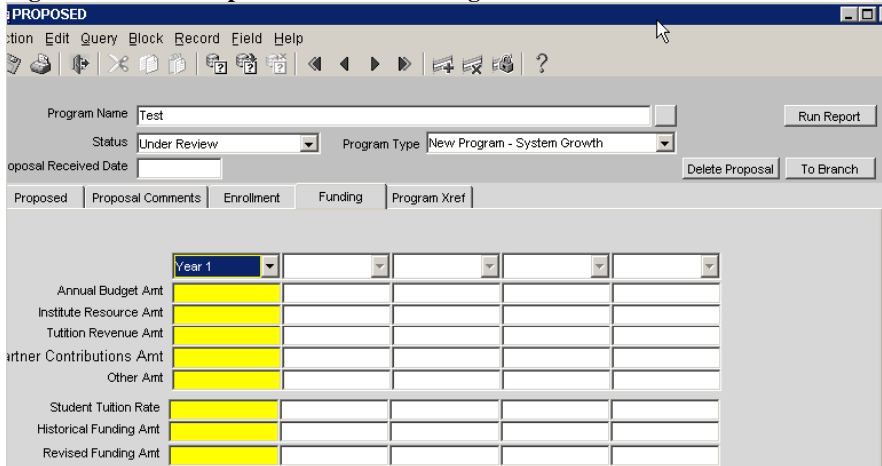 PROPOSED
ction Edit Query Block Record Field Help
?
Program Name Test Run Report
Status Under Review Program Type New Program - System Growth
oposal Received Date Delete Proposal To Branch
Proposed Proposal Comments Enrollment Funding Program Xref
Year 1
Annual Budget Amt
Institute Resource Amt
Tutition Revenue Amt
artner Contributions Amt
Other Amt
Student Tuition Rate
Historical Funding Amt
Revised Funding Amt